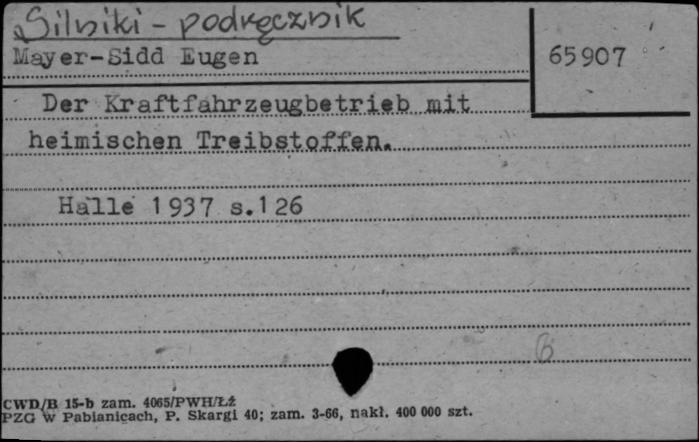 Silniki - podręcznik
Mayer-Sidd Eugen
65907
Der Kraftfahrzeugbetrieb mit
heimischen Treibstoffen.
Halle 1937 s.126
B
CWD/B 15-b zam. 4065/PWH/Łź
PZG w Pabianicach, P. Skargi 40; zam. 3-66, nakł. 400 000 szt.